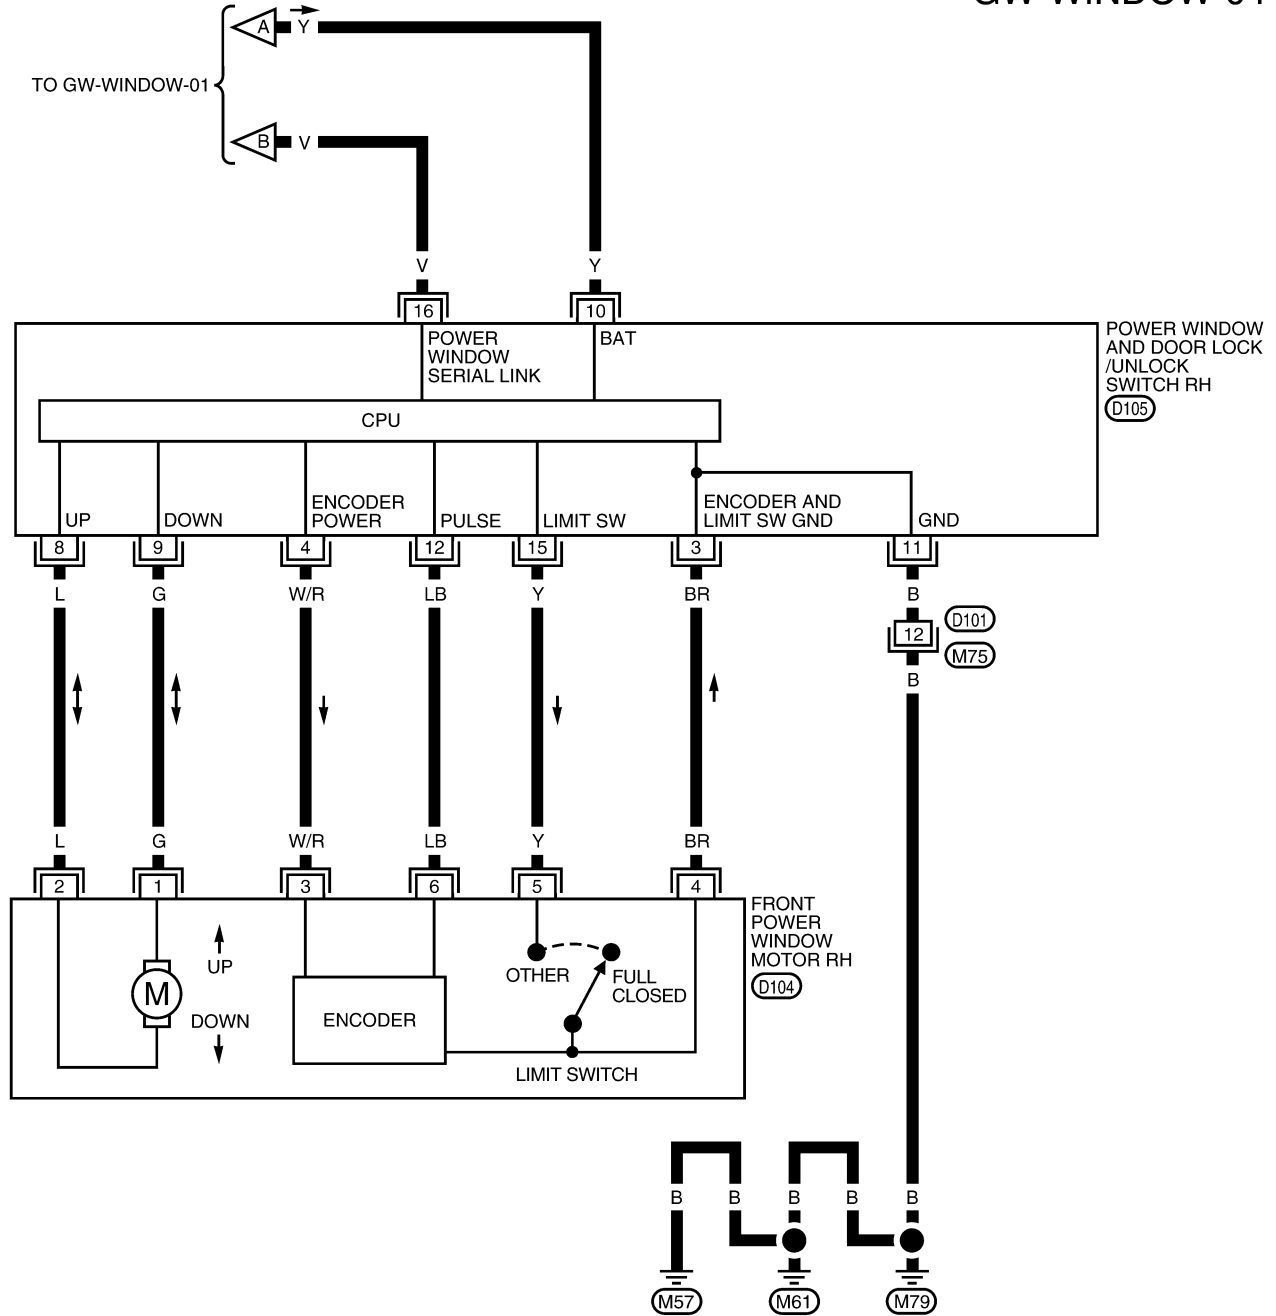 A Y
TO GW-WINDOW-01
B V
V Y
16 10
POWER
WINDOW
SERIAL LINK
BAT
POWER WINDOW
AND DOOR LOCK
/UNLOCK
SWITCH RH
D105
CPU
UP
DOWN
ENCODER
POWER
PULSE
LIMIT SW
ENCODER AND
LIMIT SW GND
GND
8 9 4 12 15 3 11
L G W/R LB Y BR B
12
D101
M75
B
L G W/R LB Y BR
2 1 3 6 5 4
FRONT
POWER
WINDOW
MOTOR RH
D104
UP
M
DOWN
ENCODER
OTHER
FULL
CLOSED
LIMIT SWITCH
B B B B B
M57 M61 M79